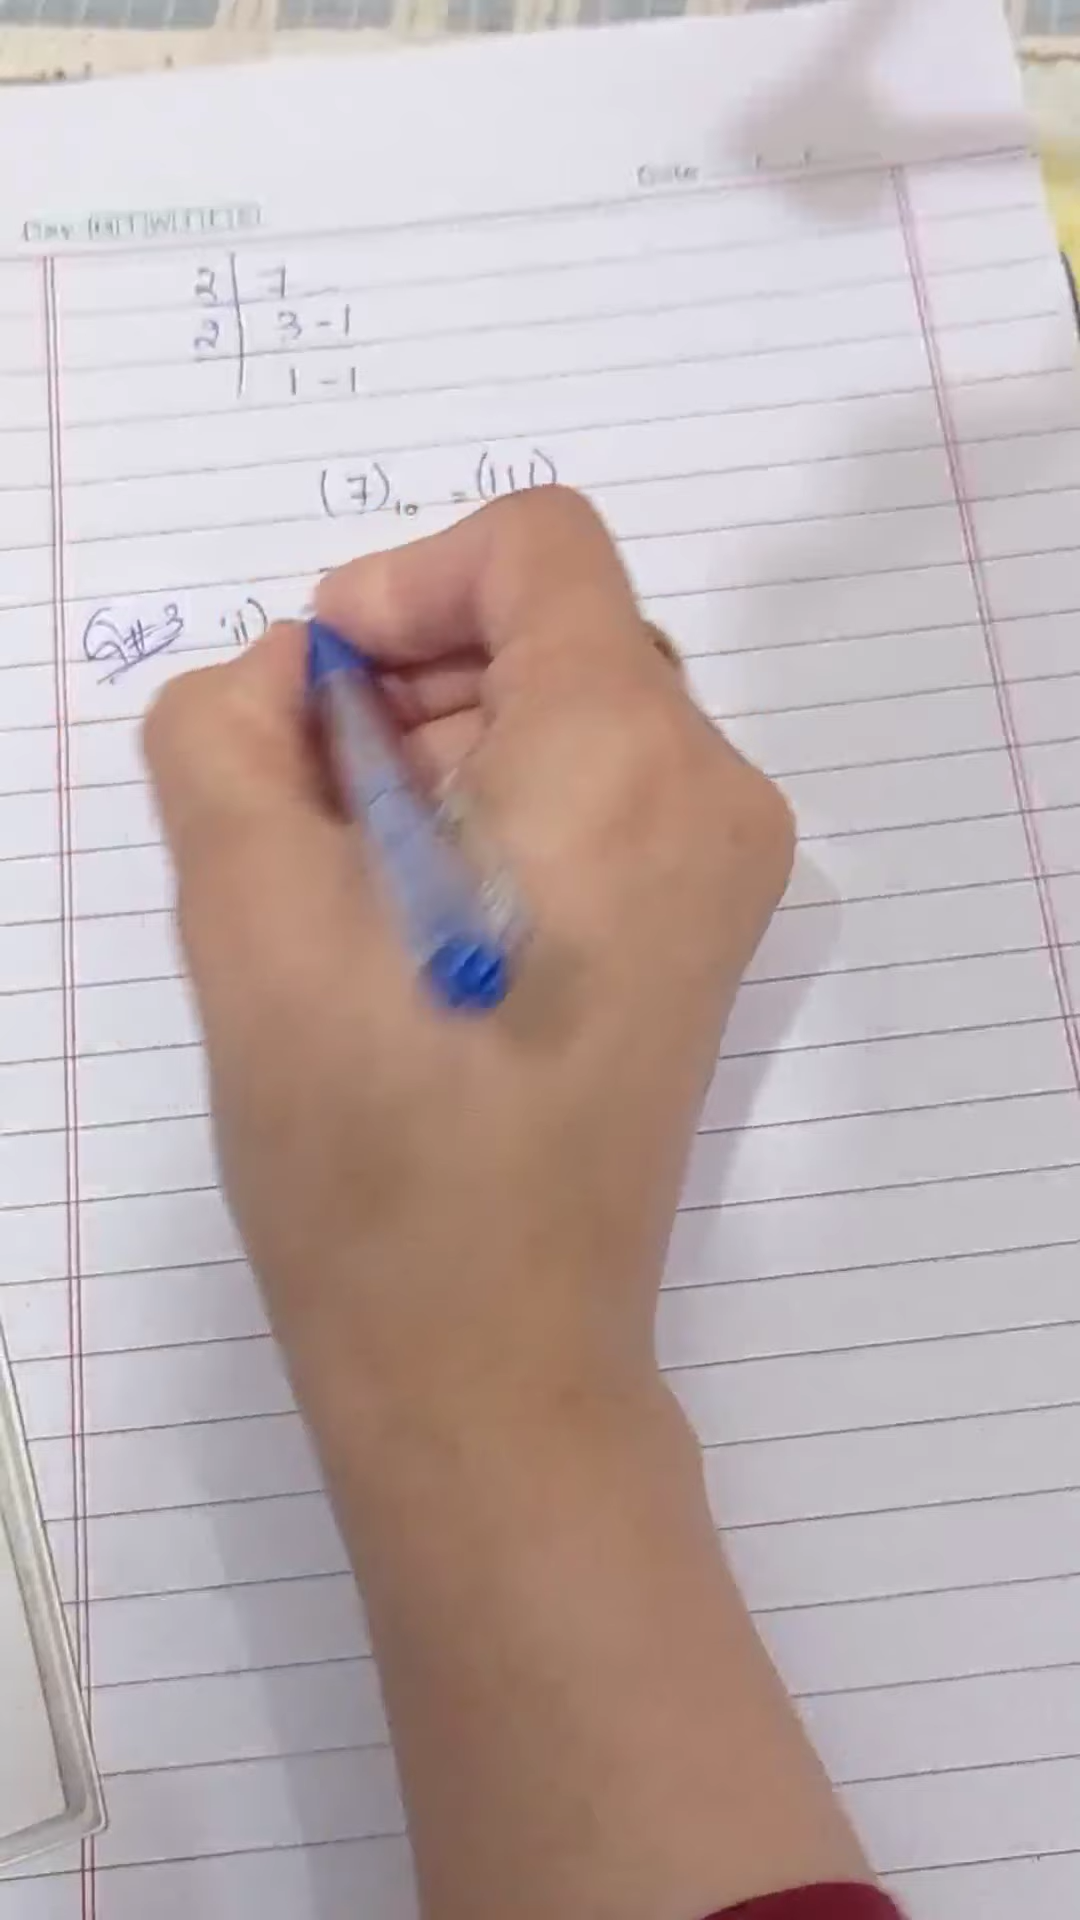 Date
Day M T W T F S
2 | 7
2 | 3 - 1
1 - 1
(7)₁₀ = (111)
Q#3 ii)